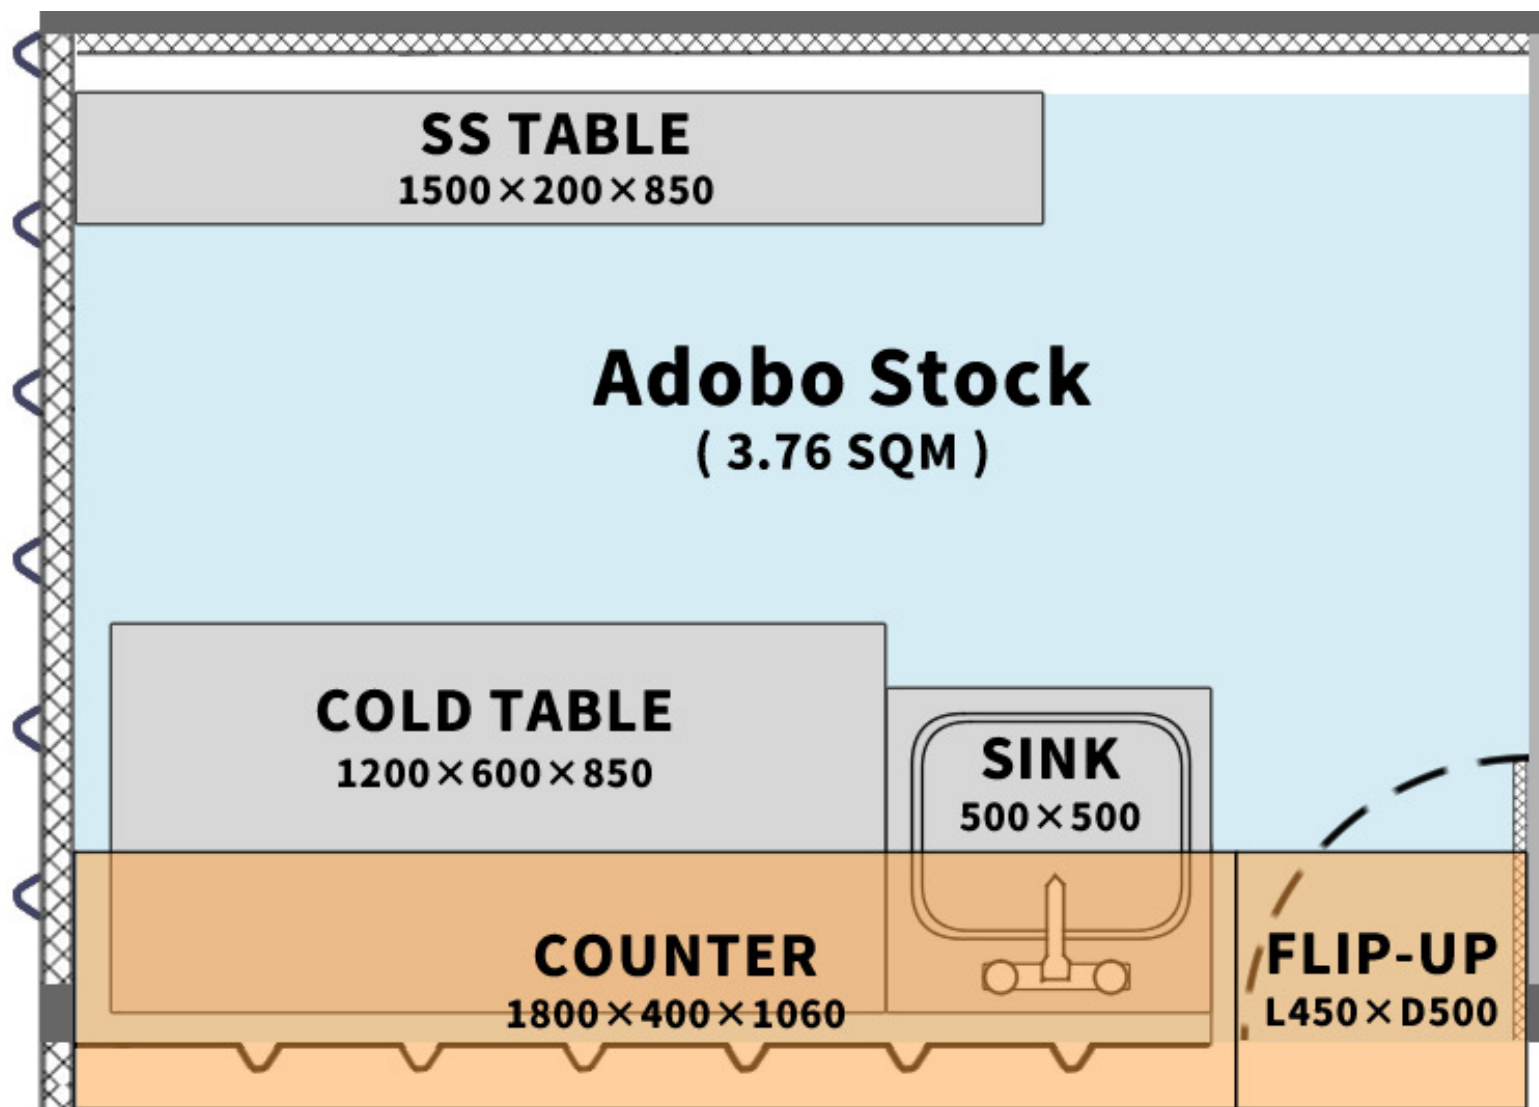 SS TABLE
1500×200×850
Adobo Stock
( 3.76 SQM )
COLD TABLE
1200×600×850
SINK
500×500
COUNTER
1800×400×1060
FLIP-UP
L450×D500